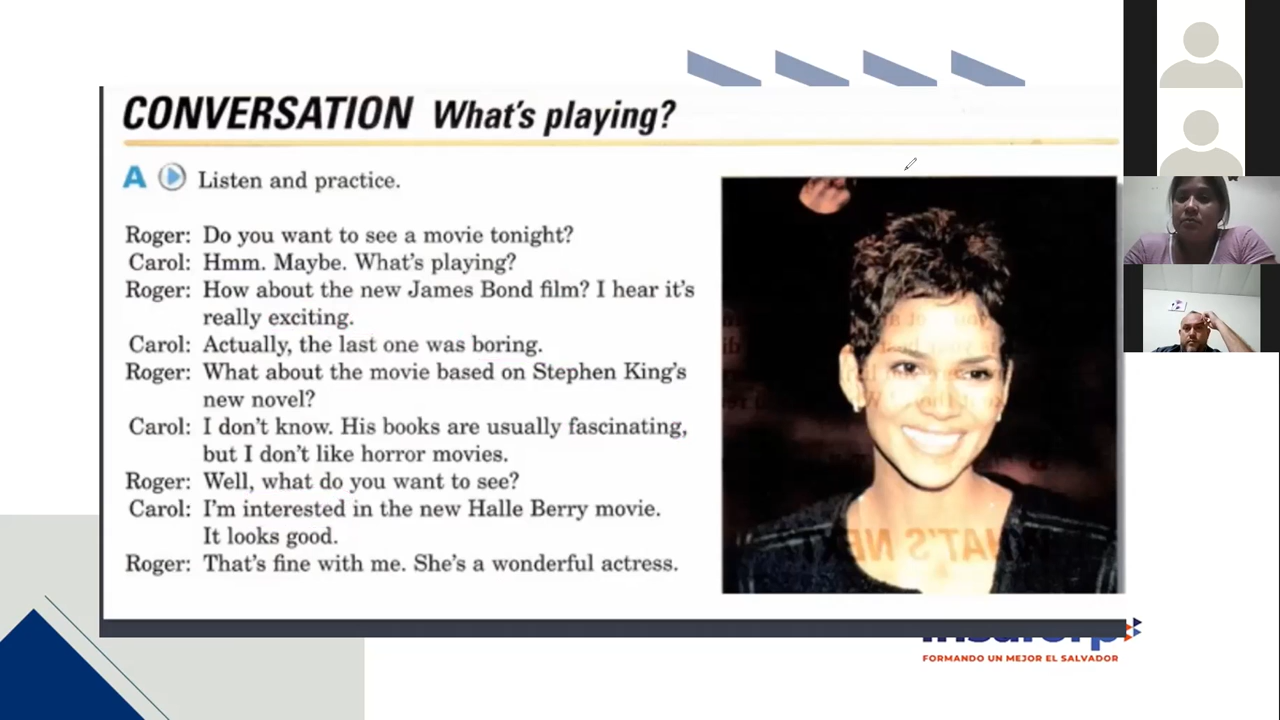 CONVERSATION What's playing?
A Listen and practice.
Roger: Do you want to see a movie tonight?
Carol: Hmm. Maybe. What's playing?
Roger: How about the new James Bond film? I hear it's
really exciting.
Carol: Actually, the last one was boring.
Roger: What about the movie based on Stephen King's
new novel?
Carol: I don't know. His books are usually fascinating,
but I don't like horror movies.
Roger: Well, what do you want to see?
Carol: I'm interested in the new Halle Berry movie.
It looks good.
Roger: That's fine with me. She's a wonderful actress.
FORMANDO UN MEJOR EL SALVADOR